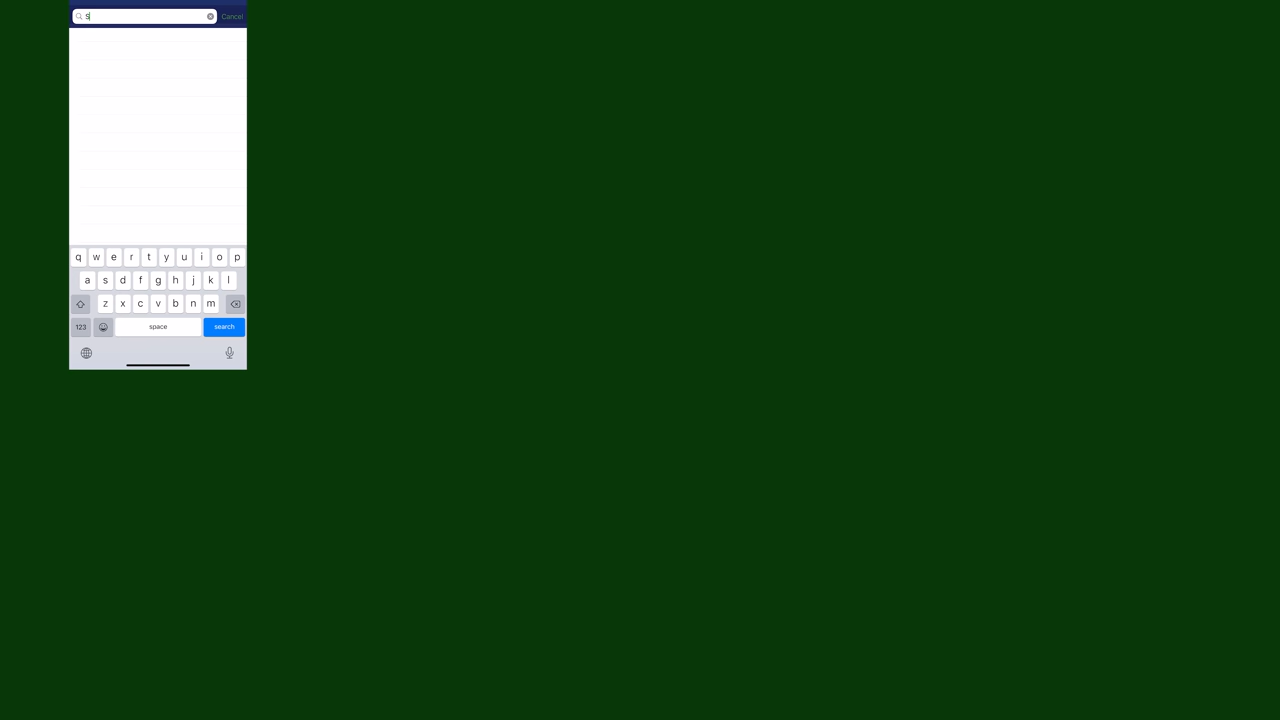 S
Cancel
q w e r t y u i o p
a s d f g h j k l
z x c v b n m
123 space search